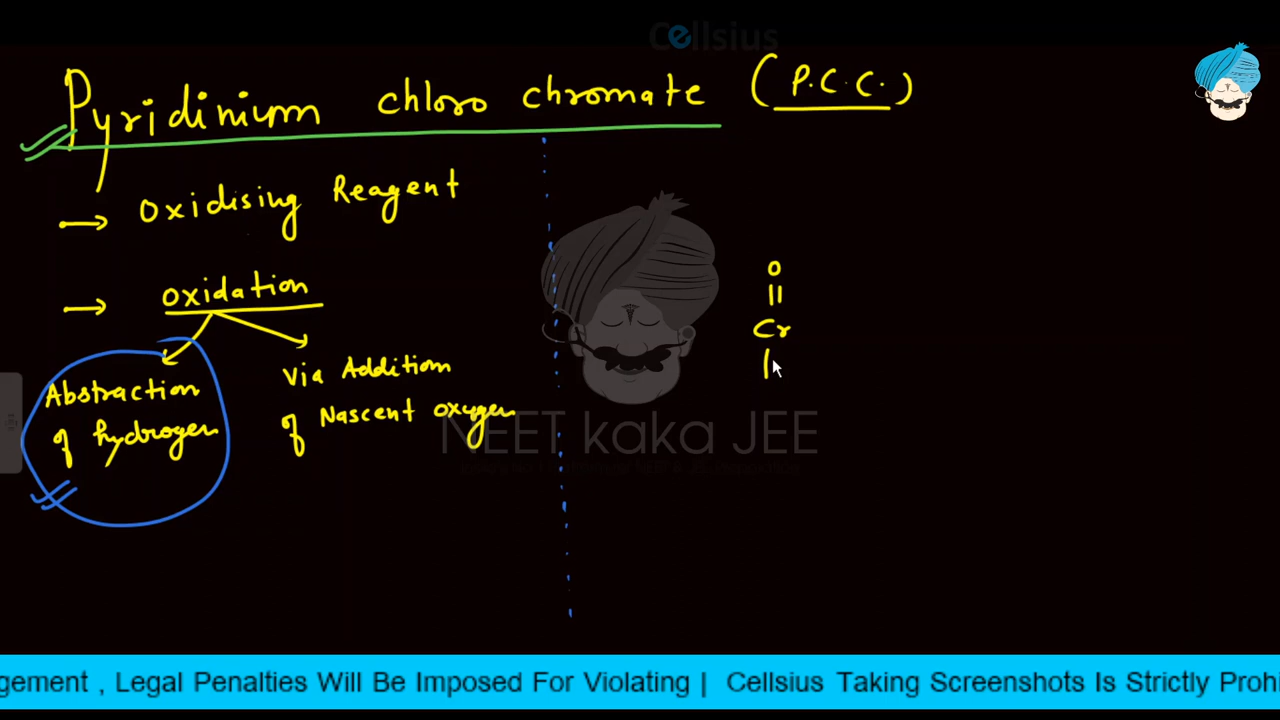 Cellsius
Pyridinium chloro chromate (P.C.C.)
→ Oxidising Reagent
→ oxidation
Abstraction of hydrogen
Via Addition of Nascent oxygen
O
||
Cr
|
NEET kaka JEE
gement , Legal Penalties Will Be Imposed For Violating | Cellsius Taking Screenshots Is Strictly Prohi